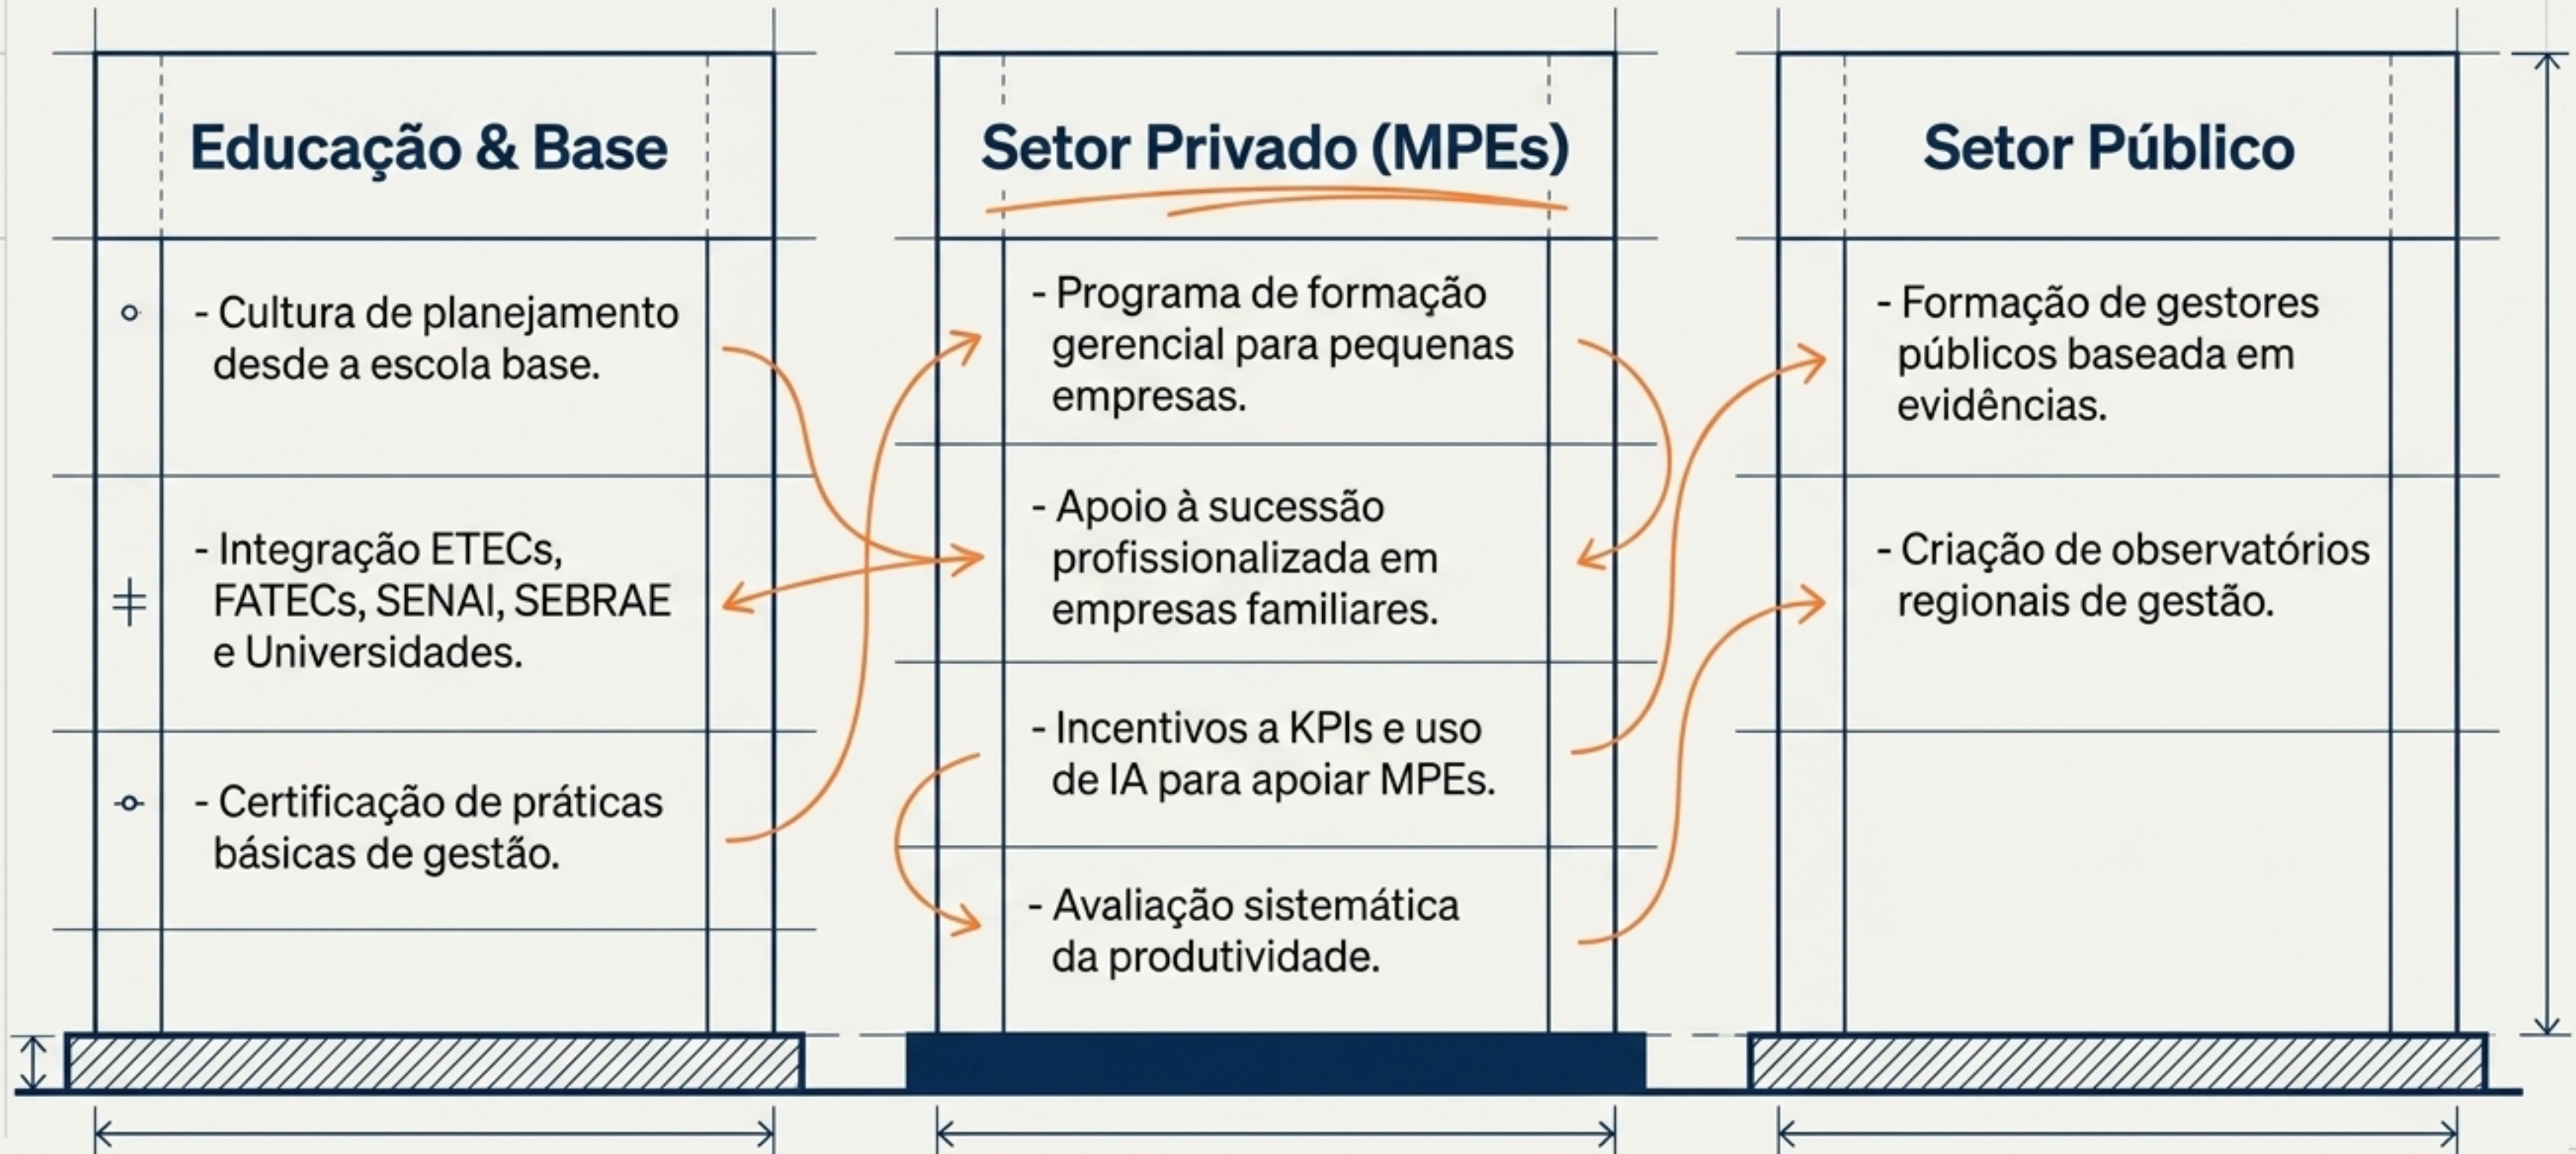 Educação & Base
- Cultura de planejamento
desde a escola base.
- Integração ETECs,
FATECs, SENAI, SEBRAE
e Universidades.
- Certificação de práticas
básicas de gestão.
Setor Privado (MPEs)
- Programa de formação
gerencial para pequenas
empresas.
- Apoio à sucessão
profissionalizada em
empresas familiares.
- Incentivos a KPIs e uso
de IA para apoiar MPEs.
- Avaliação sistemática
da produtividade.
Setor Público
- Formação de gestores
públicos baseada em
evidências.
- Criação de observatórios
regionais de gestão.